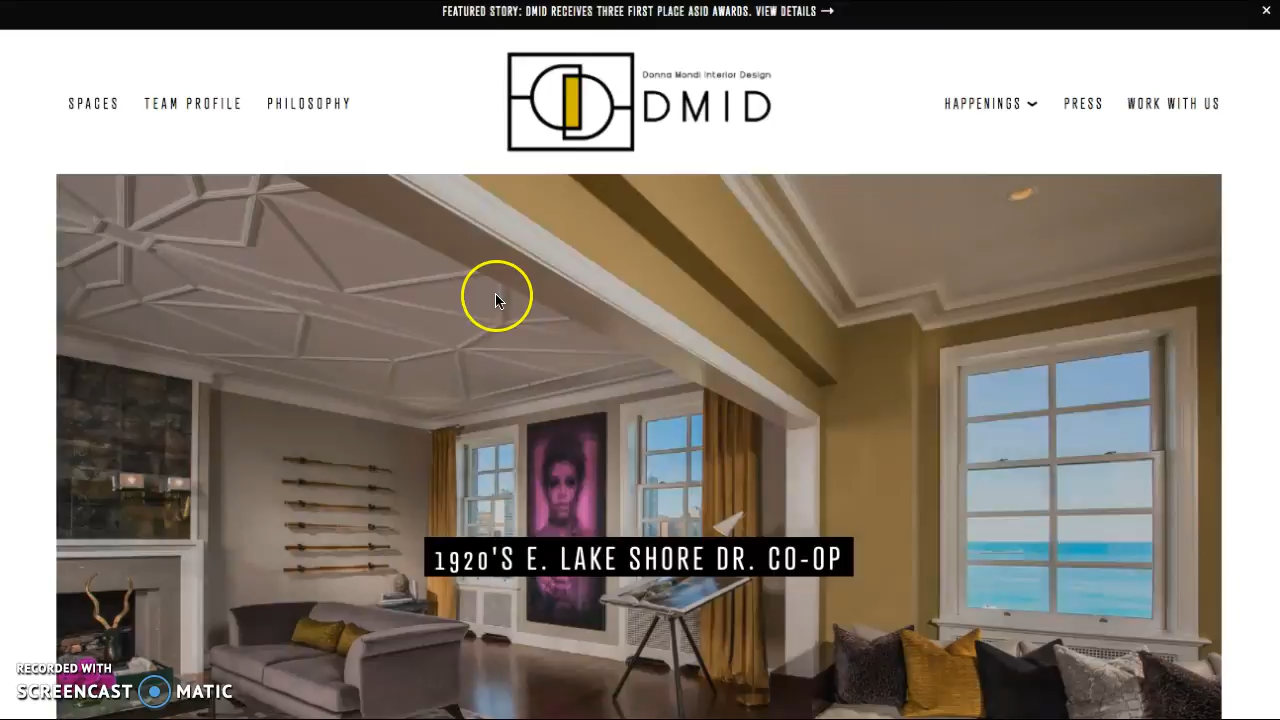 FEATURED STORY: DMID RECEIVES THREE FIRST PLACE ASID AWARDS. VIEW DETAILS →
SPACES TEAM PROFILE PHILOSOPHY
Donna Mondi Interior Design
DMID
HAPPENINGS PRESS WORK WITH US
1920'S E. LAKE SHORE DR. CO-OP
RECORDED WITH
SCREENCAST MATIC